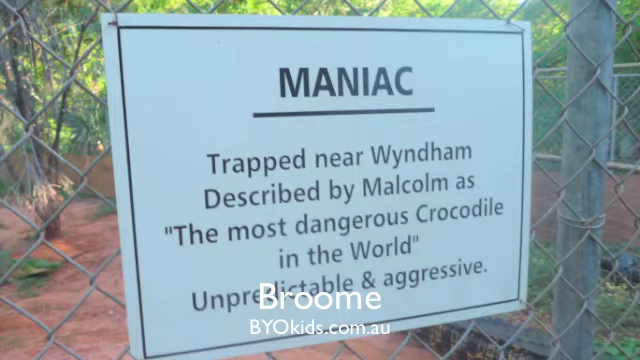 MANIAC
Trapped near Wyndham
Described by Malcolm as
"The most dangerous Crocodile
in the World"
Unpredictable & aggressive.
Broome
BYOkids.com.au